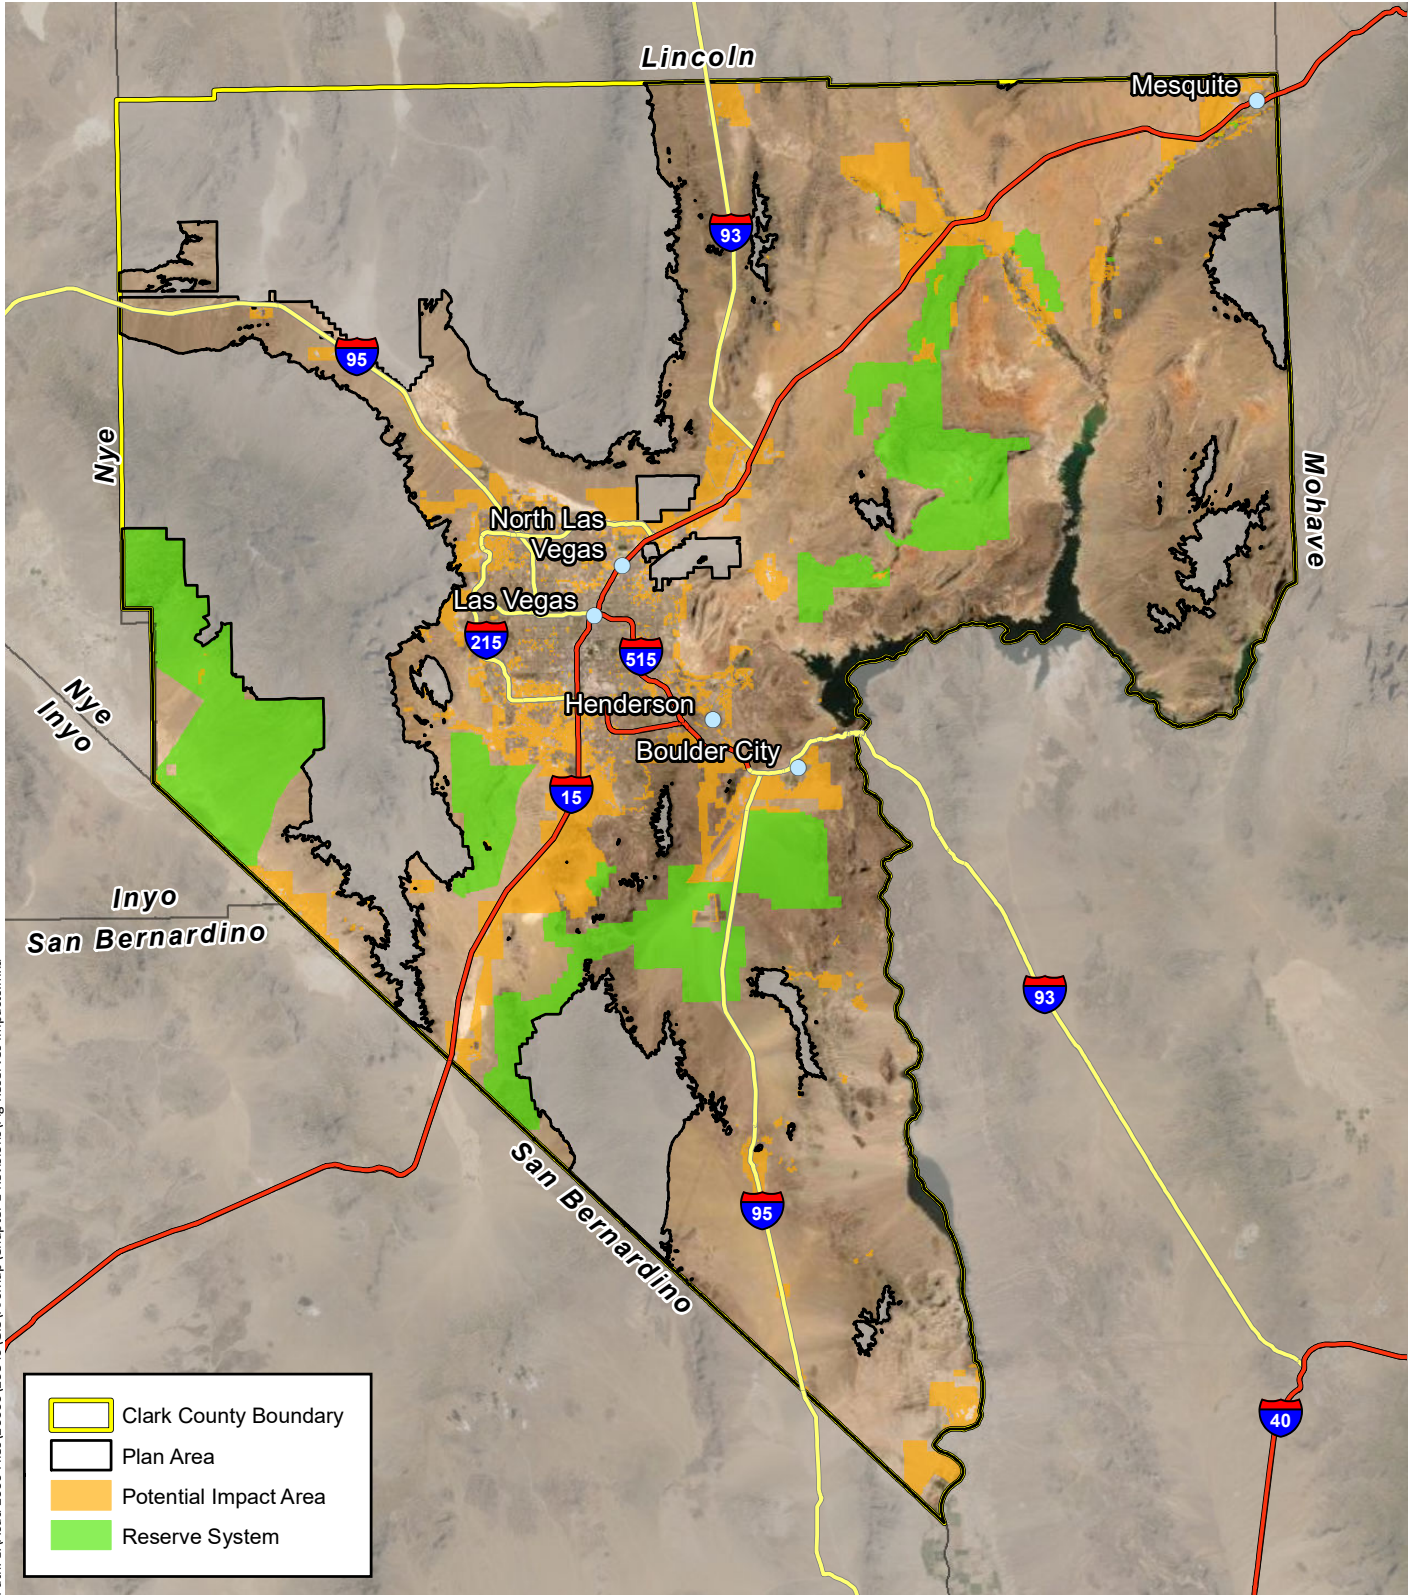 Lincoln
Mesquite
93
95
Nye
Mohave
North Las
Vegas
Las Vegas
215
515
Nye
Inyo
Henderson
Boulder City
15
Inyo
San Bernardino
93
San Bernardino
95
40
Clark County Boundary
Plan Area
Potential Impact Area
Reserve System